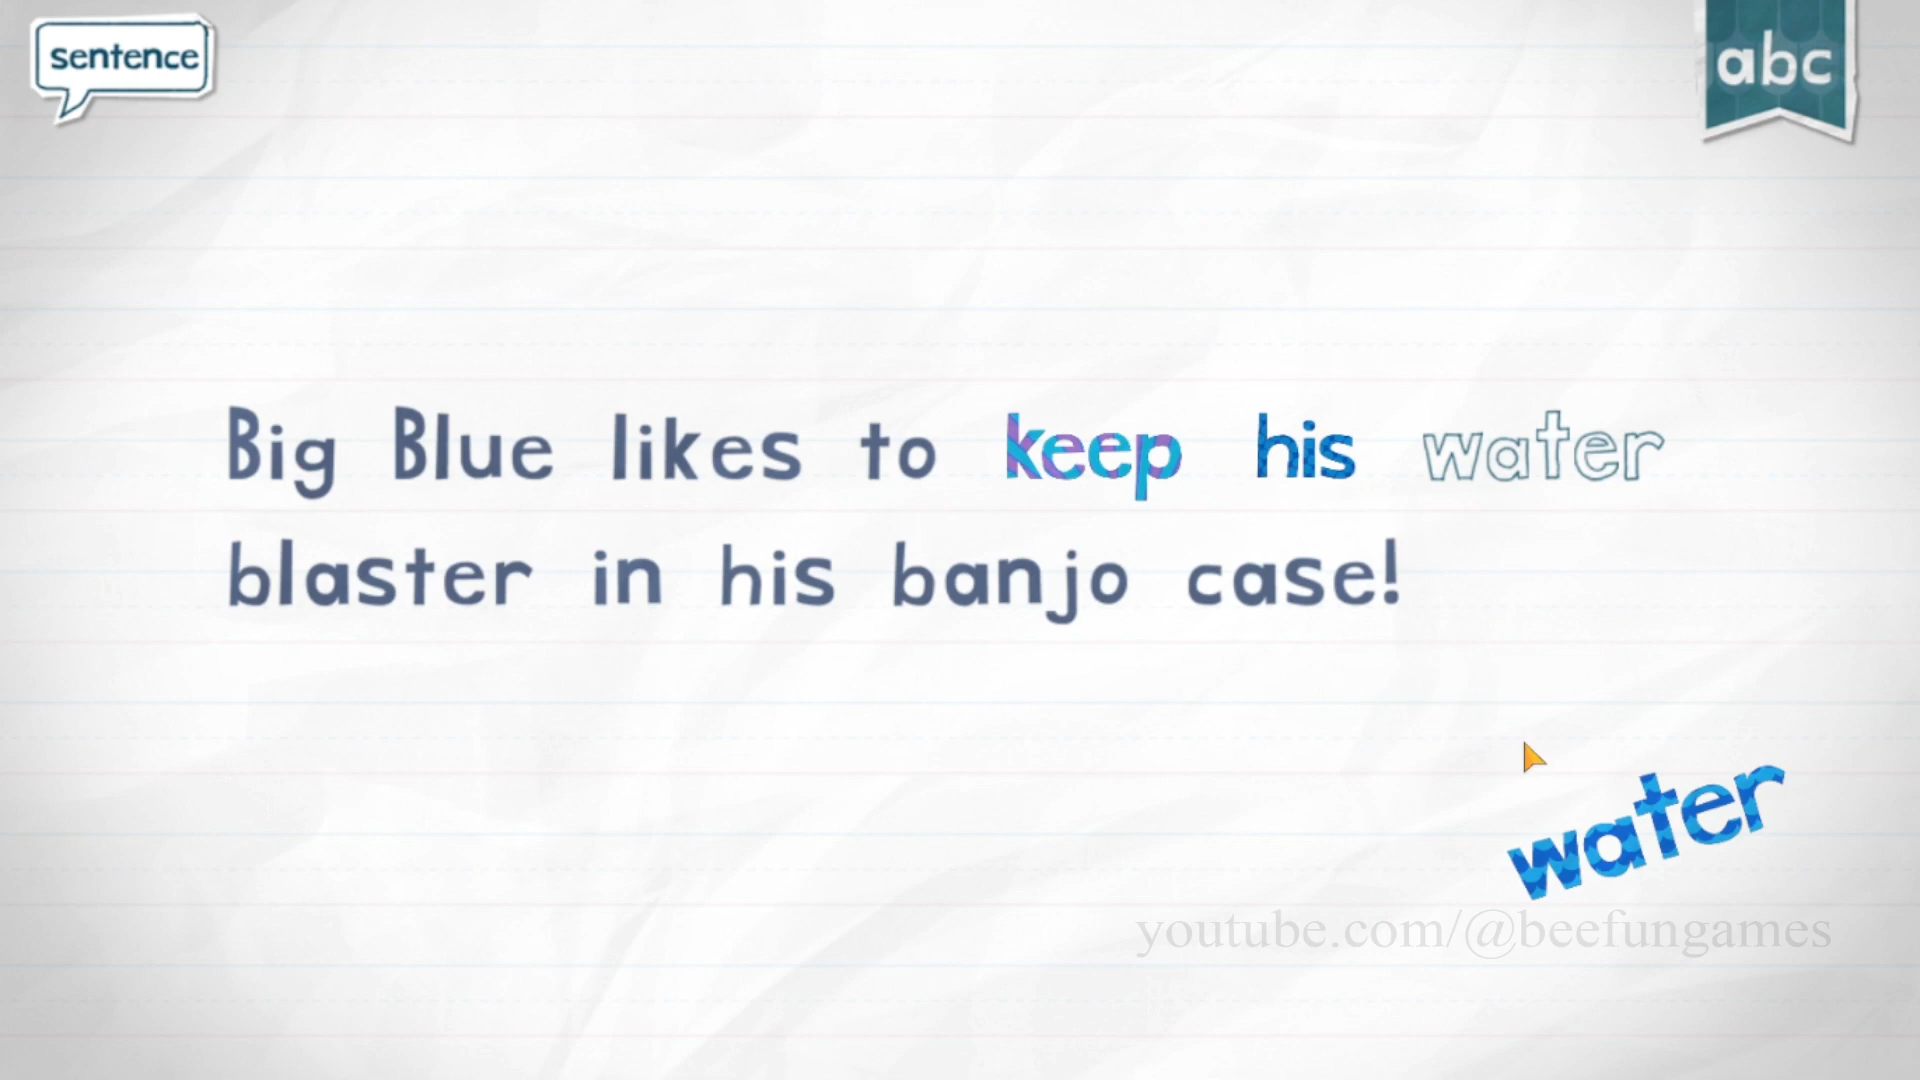 sentence
abc
Big Blue likes to keep his water
blaster in his banjo case!
water
youtube.com/@beefungames